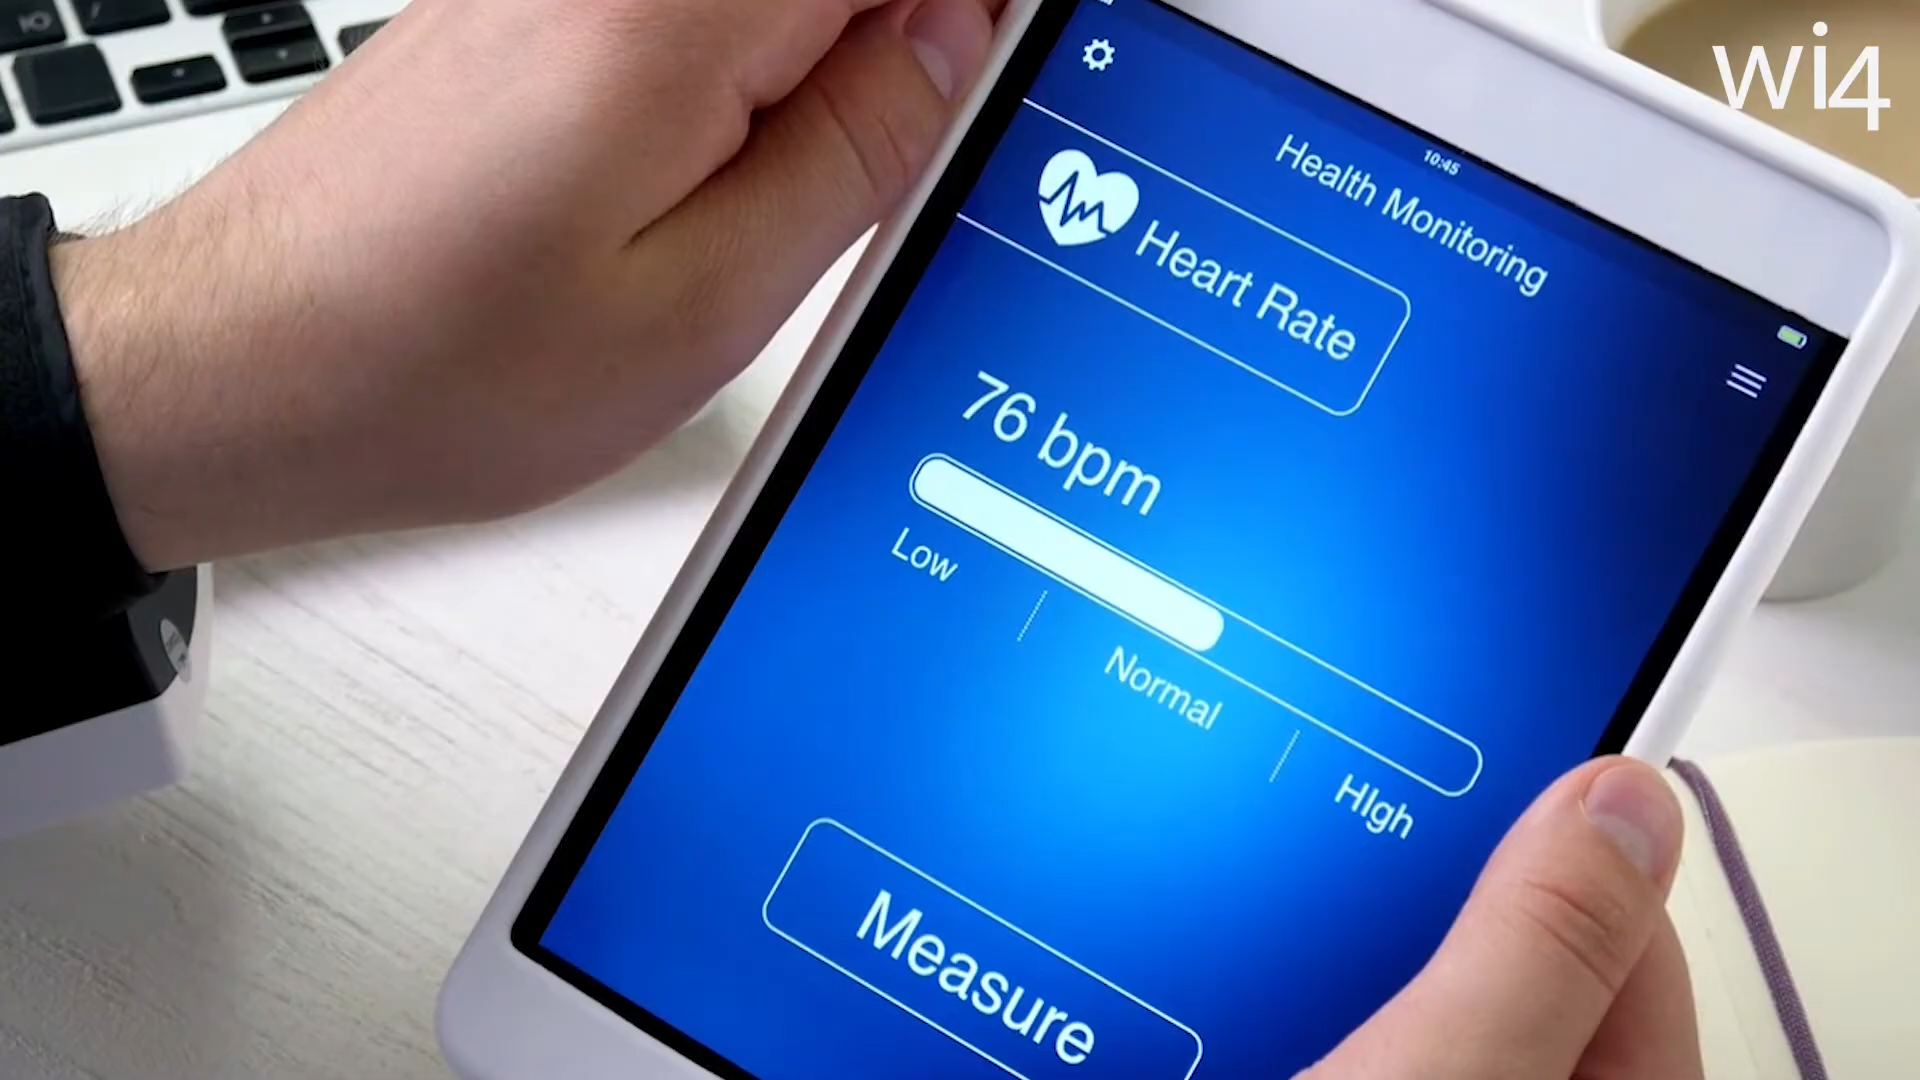 wi4
10:45
Health Monitoring
Heart Rate
76 bpm
Low
Normal
HIgh
Measure